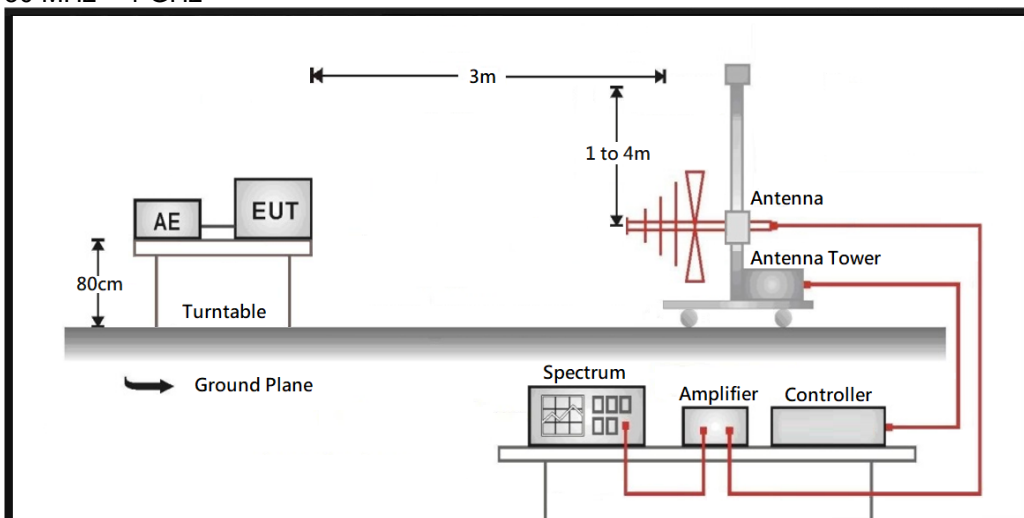 3m
1 to 4m
Antenna
EUT
AE
Antenna Tower
80cm
Turntable
Ground Plane
Spectrum
Amplifier
Controller